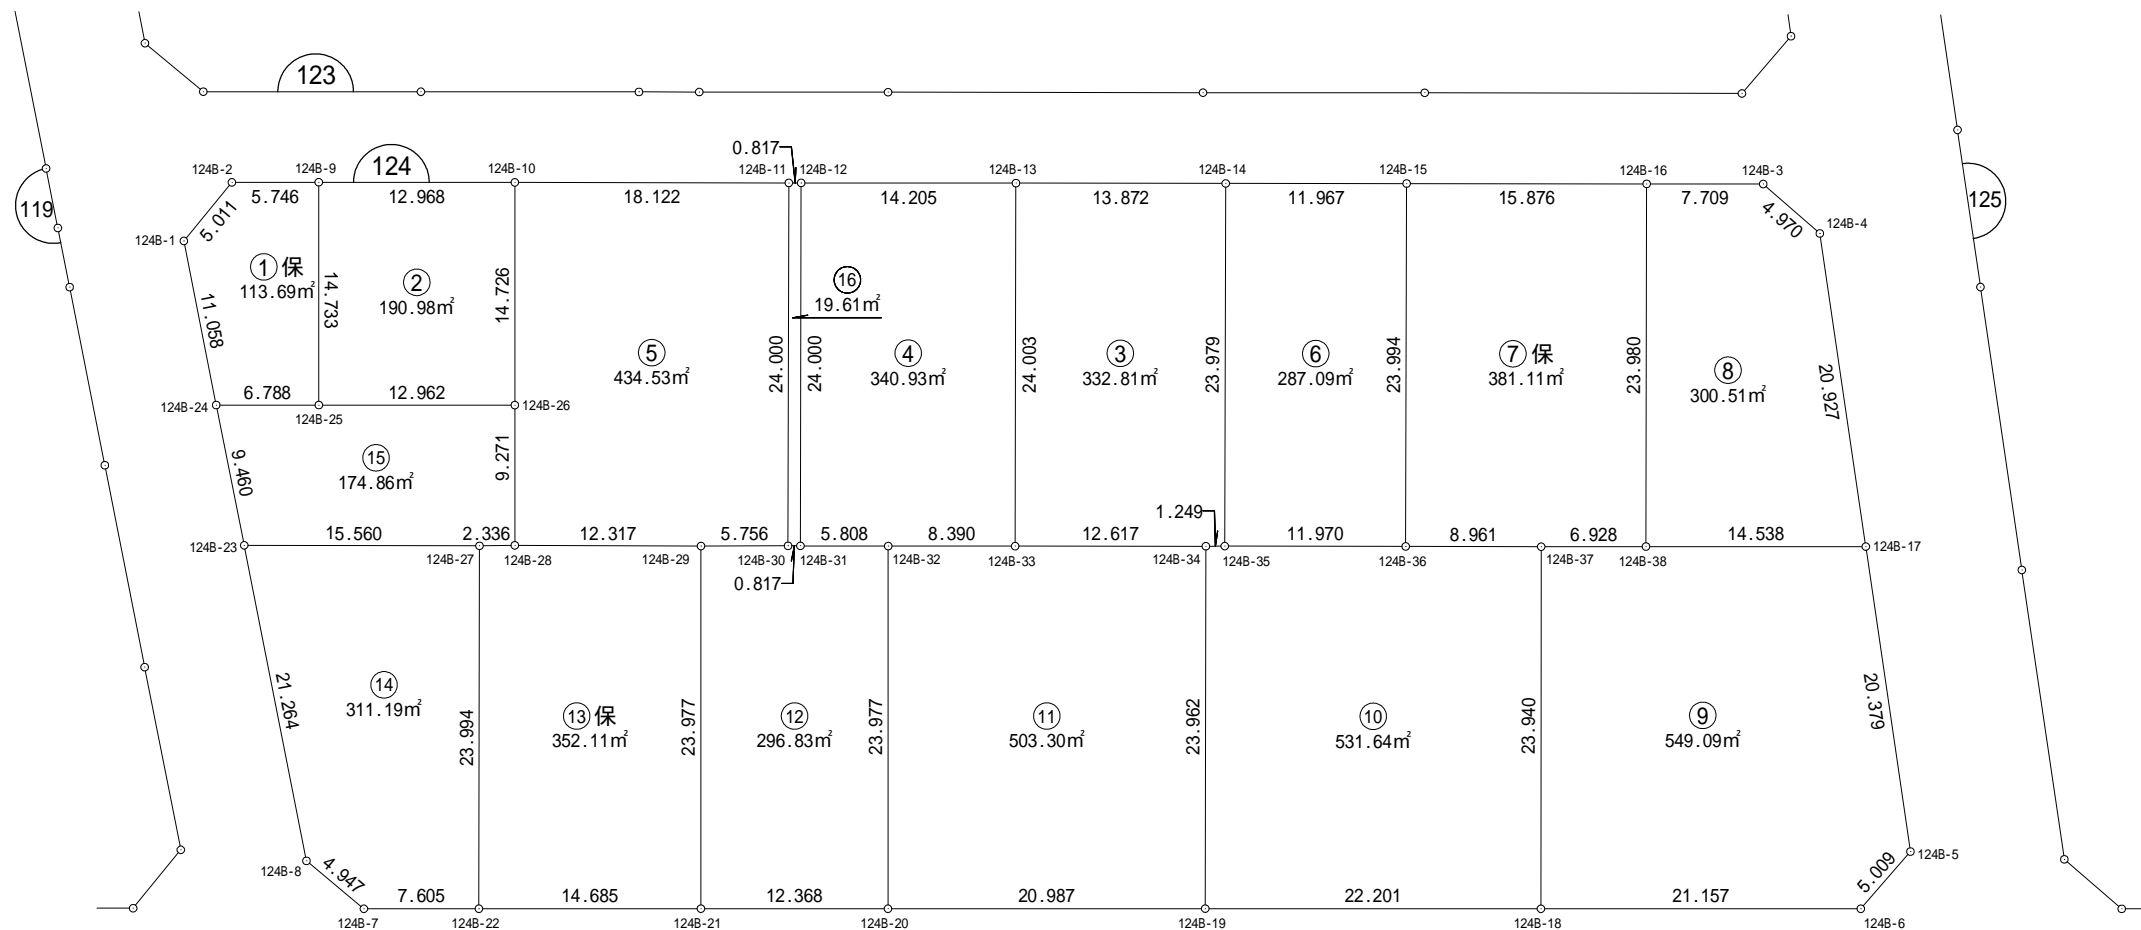 123
0.817
124B-2
124B-9
124
124B-10
124B-11
124B-12
124B-13
124B-14
124B-15
124B-16
124B-3
119
5.746
12.968
18.122
14.205
13.872
11.967
15.876
7.709
125
5.011
4.970
124B-1
124B-4
①保
113.69㎡
14.733
②
190.98㎡
14.726
⑯
19.61㎡
11.058
⑤
434.53㎡
24.000
24.000
④
340.93㎡
24.003
③
332.81㎡
23.979
⑥
287.09㎡
23.994
⑦保
381.11㎡
23.980
⑧
300.51㎡
20.927
124B-24
6.788
12.962
124B-25
124B-26
9.460
⑮
174.86㎡
9.271
1.249
124B-23
15.560
2.336
12.317
5.756
5.808
8.390
12.617
11.970
8.961
6.928
14.538
124B-17
124B-27
124B-28
124B-29
124B-30
124B-31
124B-32
124B-33
124B-34
124B-35
124B-36
124B-37
124B-38
0.817
21.264
⑭
311.19㎡
23.994
⑬保
352.11㎡
23.977
⑫
296.83㎡
23.977
⑪
503.30㎡
23.962
⑩
531.64㎡
23.940
⑨
549.09㎡
20.379
124B-8
4.947
124B-5
5.009
7.605
14.685
12.368
20.987
22.201
21.157
124B-7
124B-22
124B-21
124B-20
124B-19
124B-18
124B-6